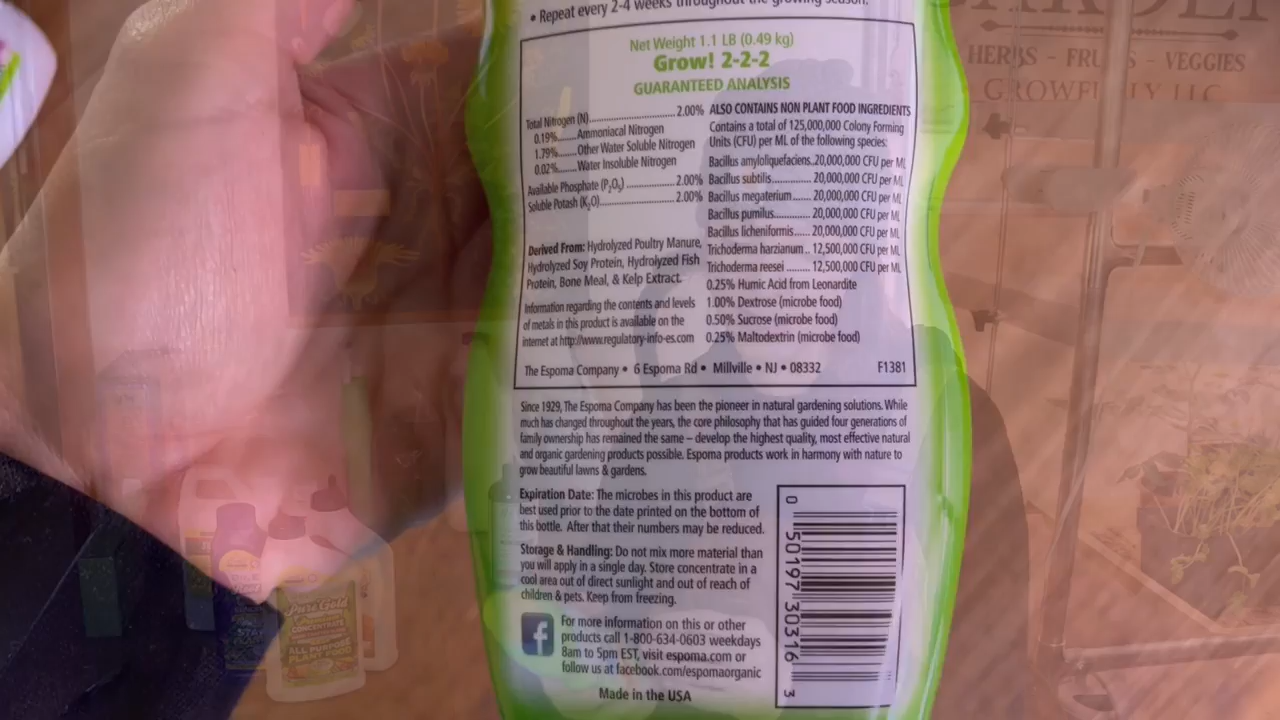 • Repeat every 2-4 weeks throughout the growing season.
Net Weight 1.1 LB (0.49 kg)
Grow! 2-2-2
GUARANTEED ANALYSIS
Total Nitrogen (N)..............................2.00%
0.19%......Ammoniacal Nitrogen
1.79%......Other Water Soluble Nitrogen
0.02%......Water Insoluble Nitrogen
Available Phosphate (P₂O₅) ..................2.00%
Soluble Potash (K₂O)...........................2.00%
Derived From: Hydrolyzed Poultry Manure,
Hydrolyzed Soy Protein, Hydrolyzed Fish
Protein, Bone Meal, & Kelp Extract.
Information regarding the contents and levels
of metals in this product is available on the
internet at http://www.regulatory-info-es.com
ALSO CONTAINS NON PLANT FOOD INGREDIENTS
Contains a total of 125,000,000 Colony Forming
Units (CFU) per ML of the following species:
Bacillus amyloliquefaciens..20,000,000 CFU per ML
Bacillus subtilis.............. 20,000,000 CFU per ML
Bacillus megaterium....... 20,000,000 CFU per ML
Bacillus pumilus............. 20,000,000 CFU per ML
Bacillus licheniformis...... 20,000,000 CFU per ML
Trichoderma harzianum.. 12,500,000 CFU per ML
Trichoderma reesei ......... 12,500,000 CFU per ML
0.25% Humic Acid from Leonardite
1.00% Dextrose (microbe food)
0.50% Sucrose (microbe food)
0.25% Maltodextrin (microbe food)
The Espoma Company • 6 Espoma Rd • Millville • NJ • 08332 F1381
Since 1929, The Espoma Company has been the pioneer in natural gardening solutions. While
much has changed throughout the years, the core philosophy that has guided four generations of
family ownership has remained the same – develop the highest quality, most effective natural
and organic gardening products possible. Espoma products work in harmony with nature to
grow beautiful lawns & gardens.
Expiration Date: The microbes in this product are
best used prior to the date printed on the bottom of
this bottle. After that their numbers may be reduced.
Storage & Handling: Do not mix more material than
you will apply in a single day. Store concentrate in a
cool area out of direct sunlight and out of reach of
children & pets. Keep from freezing.
f
For more information on this or other
products call 1-800-634-0603 weekdays
8am to 5pm EST, visit espoma.com or
follow us at facebook.com/espomaorganic
Made in the USA
0 50197 30316 3
HERBS - FRUITS - VEGGIES
Pure Gold
CONCENTRATE
ALL PURPOSE
PLANT FOOD